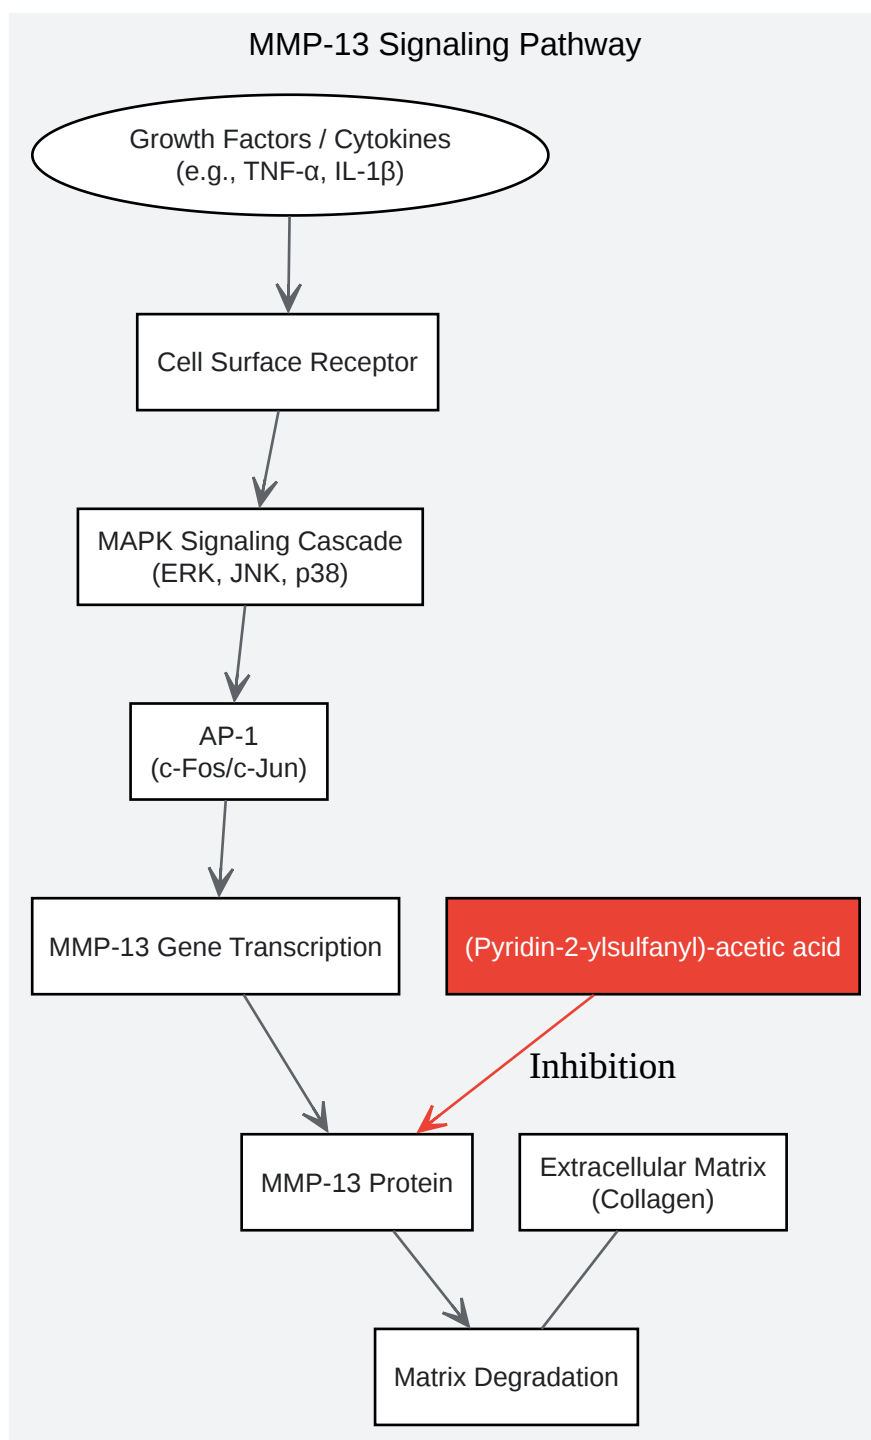 MMP-13 Signaling Pathway
Growth Factors / Cytokines
(e.g., TNF-α, IL-1β)
Cell Surface Receptor
MAPK Signaling Cascade
(ERK, JNK, p38)
AP-1
(c-Fos/c-Jun)
MMP-13 Gene Transcription
(Pyridin-2-ylsulfanyl)-acetic acid
Inhibition
MMP-13 Protein
Extracellular Matrix
(Collagen)
Matrix Degradation